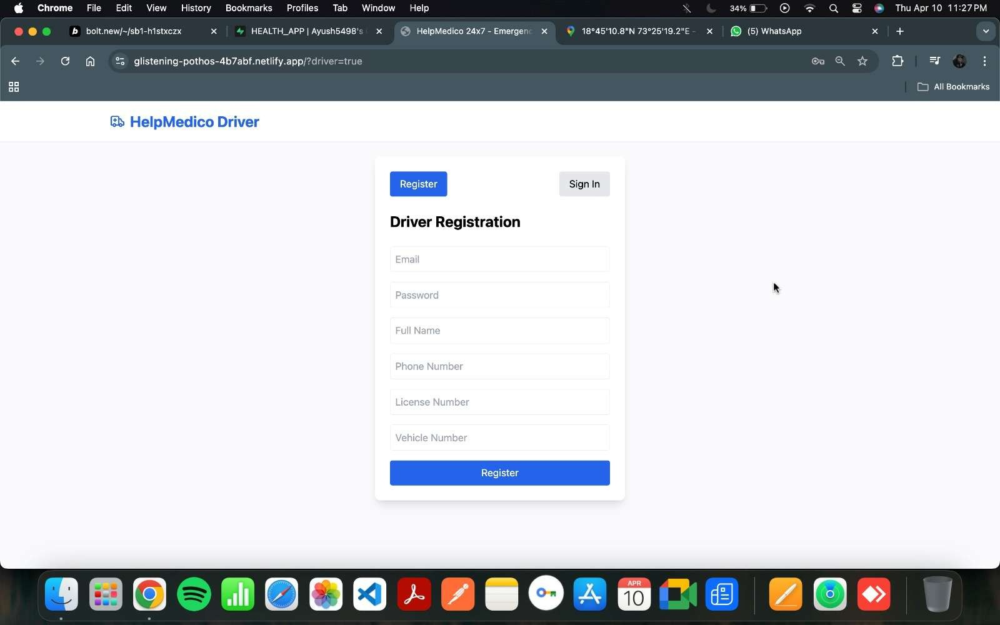 Chrome File Edit View History Bookmarks Profiles Tab Window Help 34% Thu Apr 10 11:27 PM
bolt.new/~/sb1-h1stxczx HEALTH_APP | Ayush5498's HelpMedico 24x7 - Emergenc 18°45'10.8"N 73°25'19.2"E - (5) WhatsApp
glistening-pothos-4b7abf.netlify.app/?driver=true
All Bookmarks
HelpMedico Driver
Register Sign In
Driver Registration
Email
Password
Full Name
Phone Number
License Number
Vehicle Number
Register
APR
10